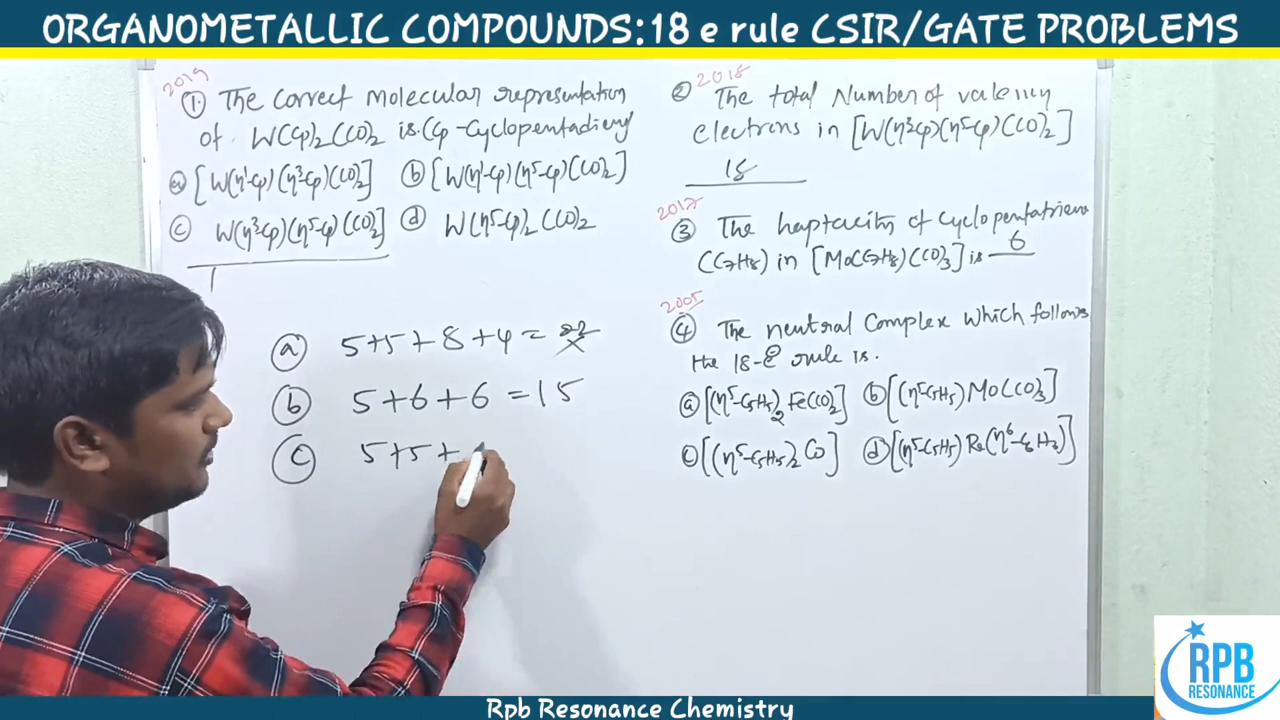 ORGANOMETALLIC COMPOUNDS:18 e rule CSIR/GATE PROBLEMS
2019
① The correct molecular representation
of W(Cp)₂(CO)₂ is.(Cp-Cyclopentadienyl
ⓐ [W(η¹-Cp)(η³-Cp)(CO)₂] ⓑ [W(η¹-Cp)(η⁵-Cp)(CO)₂]
ⓒ W(η³-Cp)(η⁵-Cp)(CO)₂] ⓓ W(η⁵-Cp)₂(CO)₂
ⓐ 5+5+8+4=22
ⓑ 5+6+6=15
ⓒ 5+5+
2018
② The total Number of valency
electrons in [W(η³Cp)(η⁵-Cp)(CO)₂]
18
2017
③ The haptacity of Cyclopentatriene
(C₇H₈) in [Mo(C₇H₈)(CO)₃] is 6
2005
④ The neutral Complex which follows
the 18-e rule is.
ⓐ [(η⁵-C₅H₅)₂Fe(CO)₂] ⓑ [(η⁵-C₅H₅)Mo(CO)₃]
ⓒ [(η⁵-C₅H₅)₂CO] ⓓ [(η⁵-C₅H₅)Re(η⁶-C₆H₆)]
RPB
RESONANCE
Rpb Resonance Chemistry